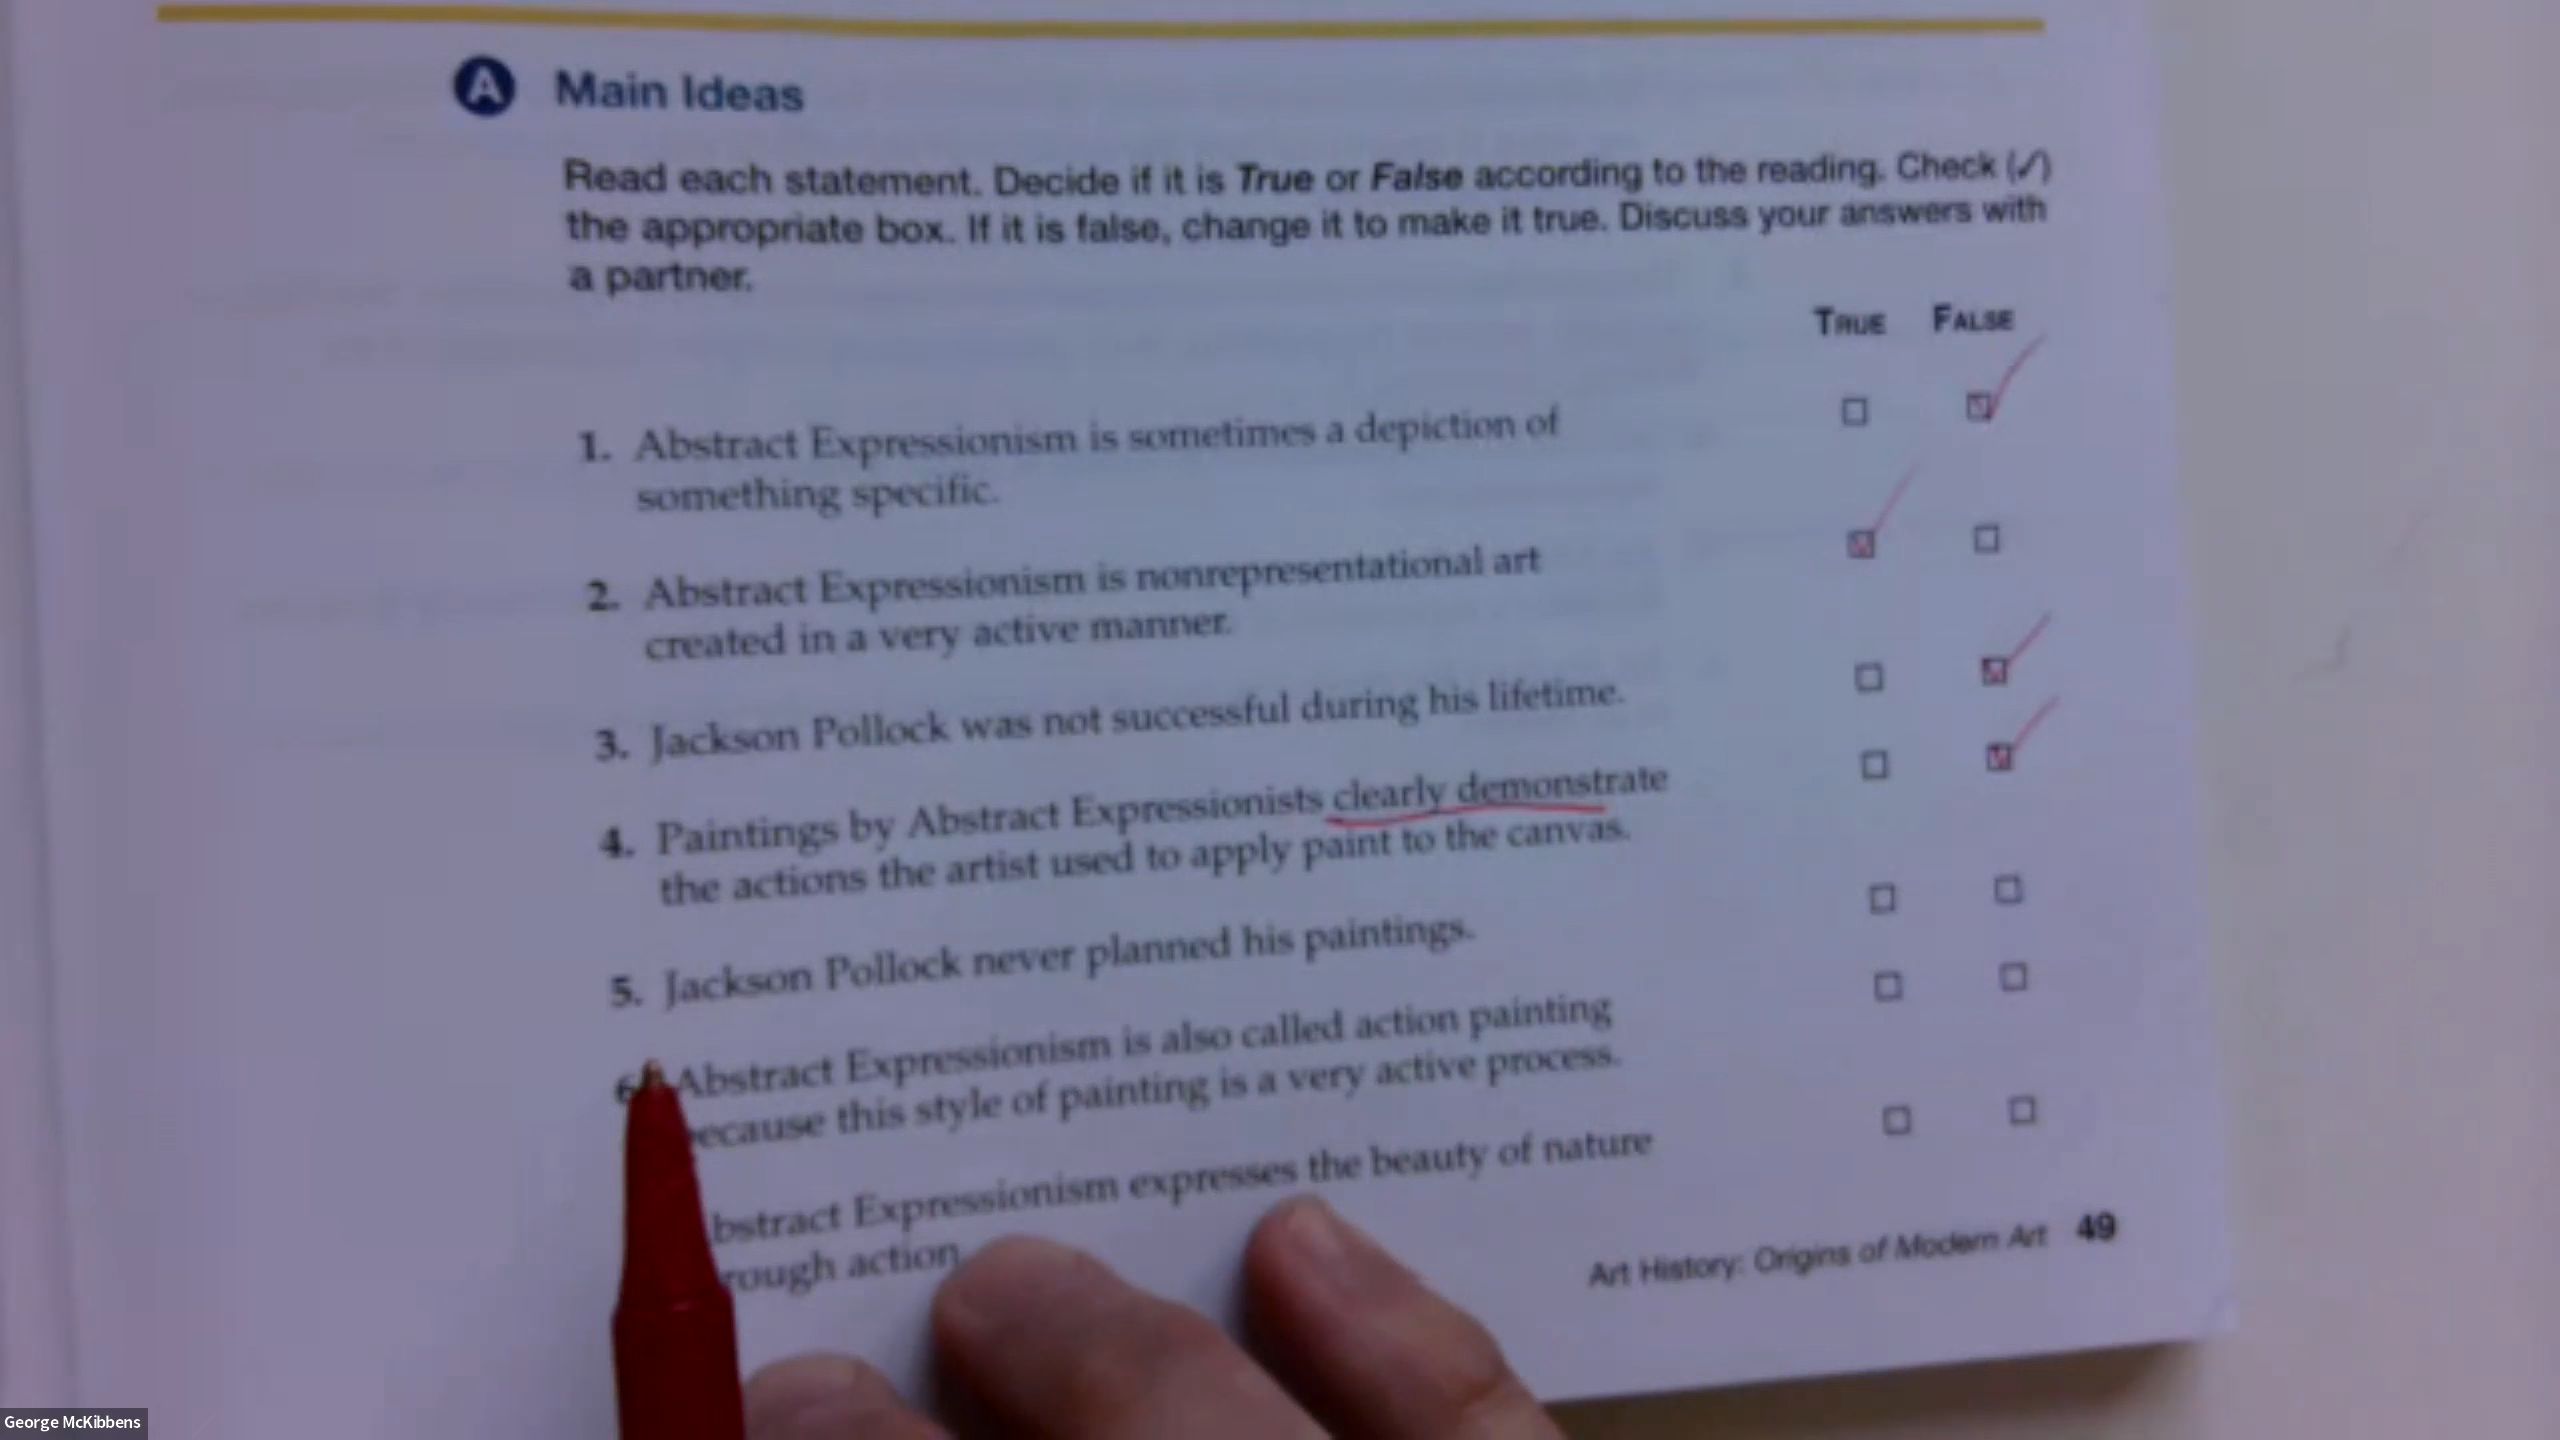 A Main Ideas
Read each statement. Decide if it is True or False according to the reading. Check (✓)
the appropriate box. If it is false, change it to make it true. Discuss your answers with
a partner.
TRUE FALSE
1. Abstract Expressionism is sometimes a depiction of
something specific.
2. Abstract Expressionism is nonrepresentational art
created in a very active manner.
3. Jackson Pollock was not successful during his lifetime.
4. Paintings by Abstract Expressionists clearly demonstrate
the actions the artist used to apply paint to the canvas.
5. Jackson Pollock never planned his paintings.
6 Abstract Expressionism is also called action painting
ecause this style of painting is a very active process.
bstract Expressionism expresses the beauty of nature
rough action
Art History: Origins of Modern Art 49
George McKibbens